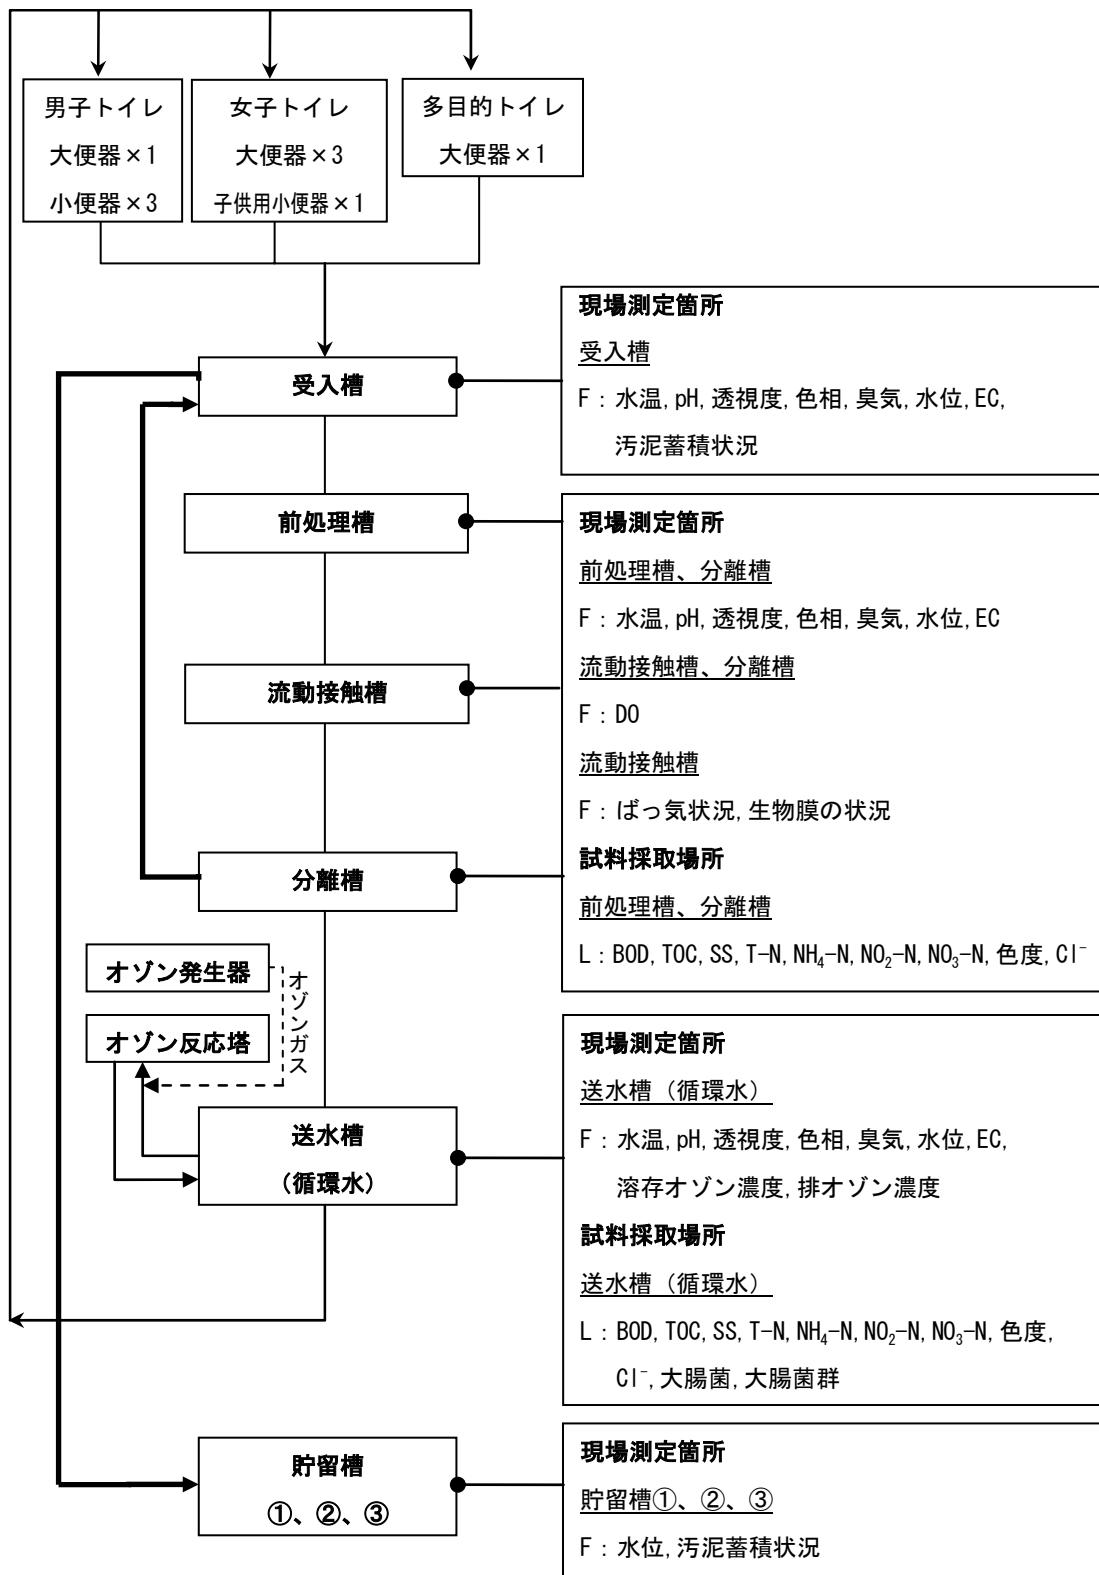 男子トイレ
大便器×1
小便器×3
女子トイレ
大便器×3
子供用小便器×1
多目的トイレ
大便器×1
受入槽
現場測定箇所
受入槽
F：水温, pH, 透視度, 色相, 臭気, 水位, EC,
汚泥蓄積状況
前処理槽
流動接触槽
分離槽
現場測定箇所
前処理槽、分離槽
F：水温, pH, 透視度, 色相, 臭気, 水位, EC
流動接触槽、分離槽
F：DO
流動接触槽
F：ばっ気状況, 生物膜の状況
試料採取場所
前処理槽、分離槽
L：BOD, TOC, SS, T-N, NH₄-N, NO₂-N, NO₃-N, 色度, Cl⁻
オゾン発生器
オゾンガス
オゾン反応塔
送水槽
（循環水）
現場測定箇所
送水槽（循環水）
F：水温, pH, 透視度, 色相, 臭気, 水位, EC,
溶存オゾン濃度, 排オゾン濃度
試料採取場所
送水槽（循環水）
L：BOD, TOC, SS, T-N, NH₄-N, NO₂-N, NO₃-N, 色度,
Cl⁻, 大腸菌, 大腸菌群
貯留槽
①、②、③
現場測定箇所
貯留槽①、②、③
F：水位, 汚泥蓄積状況